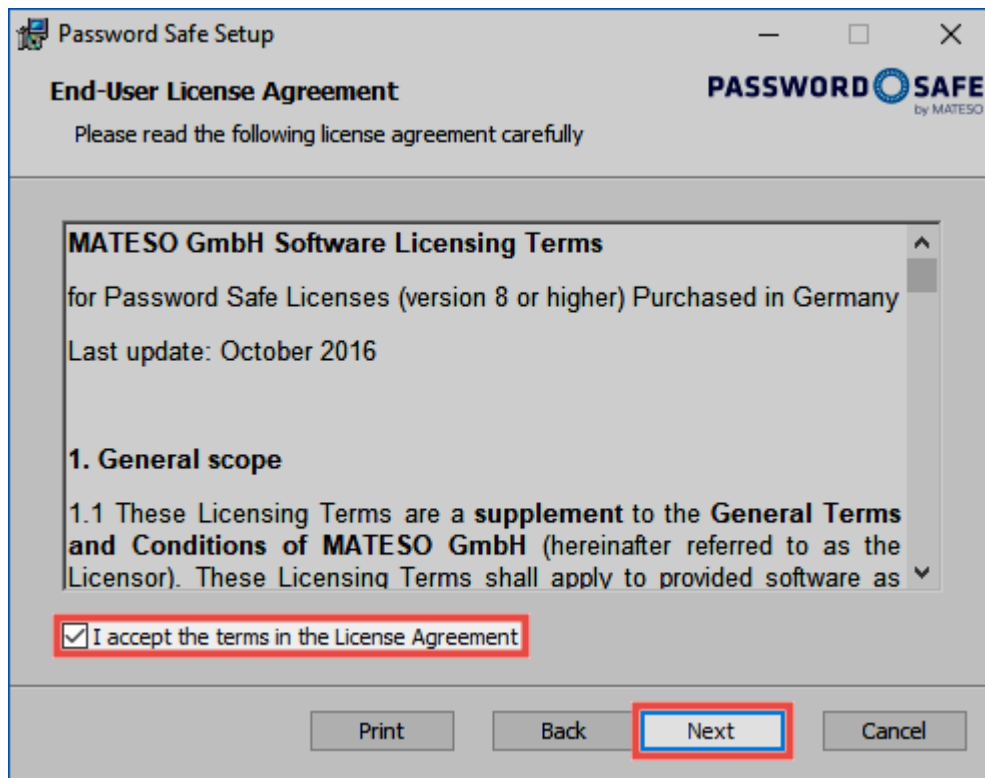 Password Safe Setup
End-User License Agreement
PASSWORD SAFE
by MATESO
Please read the following license agreement carefully
MATESO GmbH Software Licensing Terms
for Password Safe Licenses (version 8 or higher) Purchased in Germany
Last update: October 2016
1. General scope
1.1 These Licensing Terms are a supplement to the General Terms
and Conditions of MATESO GmbH (hereinafter referred to as the
Licensor). These Licensing Terms shall apply to provided software as
I accept the terms in the License Agreement
Print Back Next Cancel